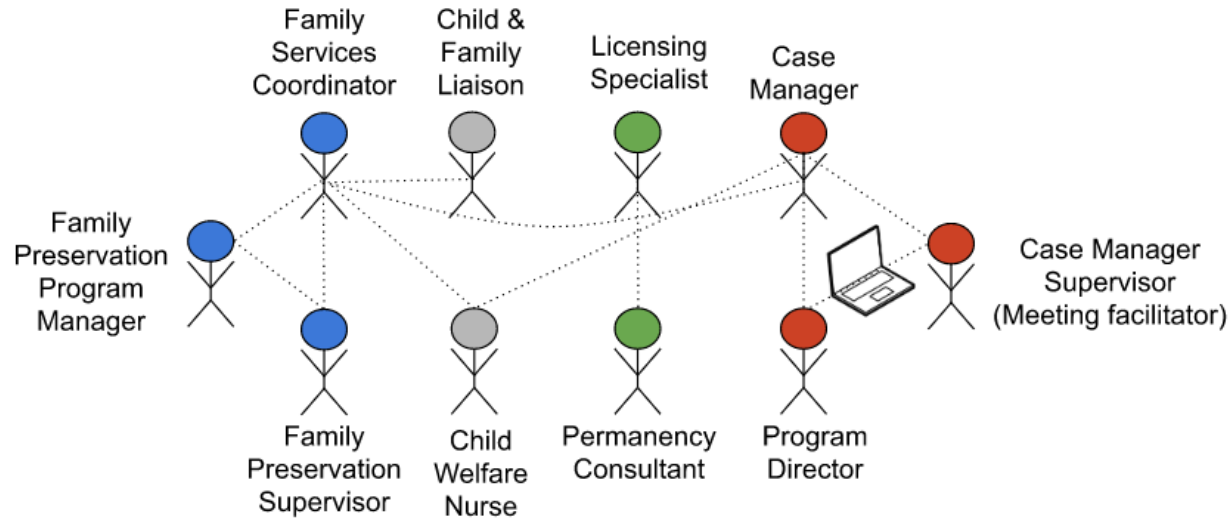 Family
Services
Coordinator
Child &
Family
Liaison
Licensing
Specialist
Case
Manager
Family
Preservation
Program
Manager
Case Manager
Supervisor
(Meeting facilitator)
Family
Preservation
Supervisor
Child
Welfare
Nurse
Permanency
Consultant
Program
Director